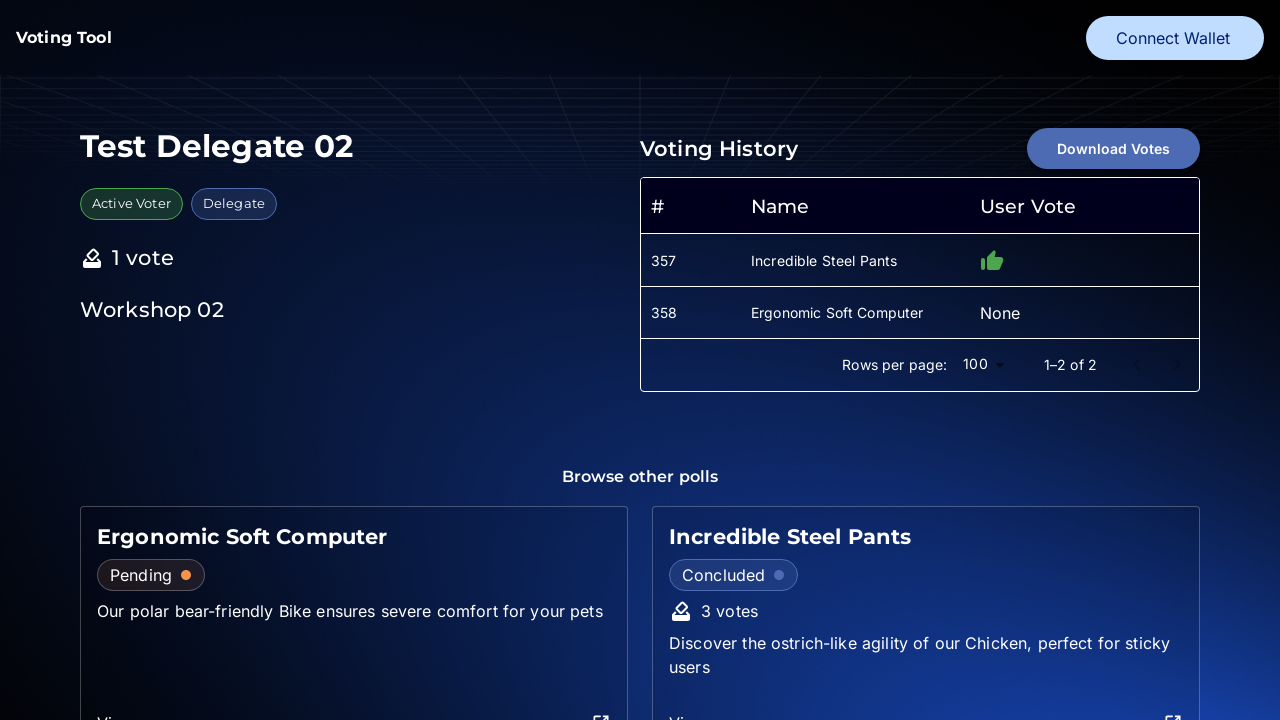 Voting Tool
Connect Wallet
Test Delegate 02
Active Voter
Delegate
1 vote
Workshop 02
Voting History
Download Votes
# Name User Vote
357 Incredible Steel Pants
358 Ergonomic Soft Computer None
Rows per page: 100 1–2 of 2
Browse other polls
Ergonomic Soft Computer
Pending
Our polar bear-friendly Bike ensures severe comfort for your pets
Incredible Steel Pants
Concluded
3 votes
Discover the ostrich-like agility of our Chicken, perfect for sticky
users